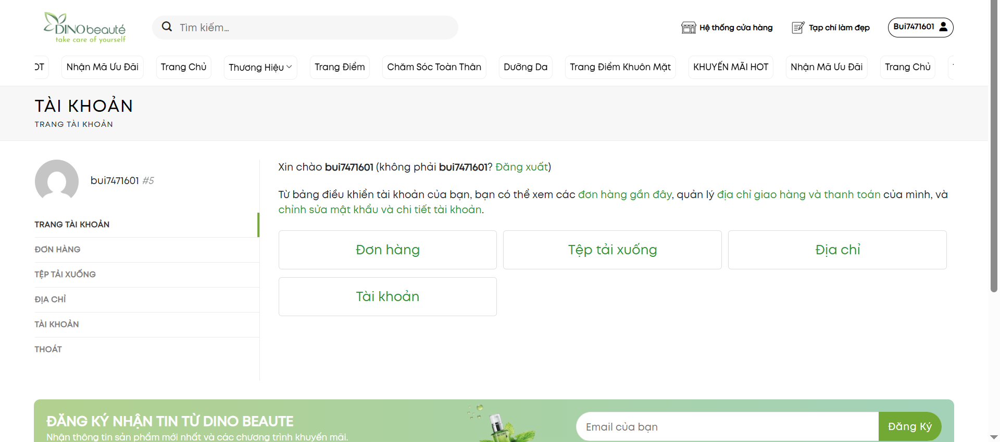 DINO beauté
take care of yourself
Tìm kiếm...
Hệ thống cửa hàng
Tạp chí làm đẹp
Bui7471601
OT
Nhận Mã Ưu Đãi
Trang Chủ
Thương Hiệu
Trang Điểm
Chăm Sóc Toàn Thân
Dưỡng Da
Trang Điểm Khuôn Mặt
KHUYẾN MÃI HOT
Nhận Mã Ưu Đãi
Trang Chủ
TÀI KHOẢN
TRANG TÀI KHOẢN
bui7471601 #5
TRANG TÀI KHOẢN
ĐƠN HÀNG
TỆP TẢI XUỐNG
ĐỊA CHỈ
TÀI KHOẢN
THOÁT
Xin chào bui7471601 (không phải bui7471601? Đăng xuất)
Từ bảng điều khiển tài khoản của bạn, bạn có thể xem các đơn hàng gần đây, quản lý địa chỉ giao hàng và thanh toán của mình, và
chỉnh sửa mật khẩu và chi tiết tài khoản.
Đơn hàng
Tệp tải xuống
Địa chỉ
Tài khoản
ĐĂNG KÝ NHẬN TIN TỪ DINO BEAUTE
Nhận thông tin sản phẩm mới nhất và các chương trình khuyến mãi.
Email của bạn
Đăng Ký